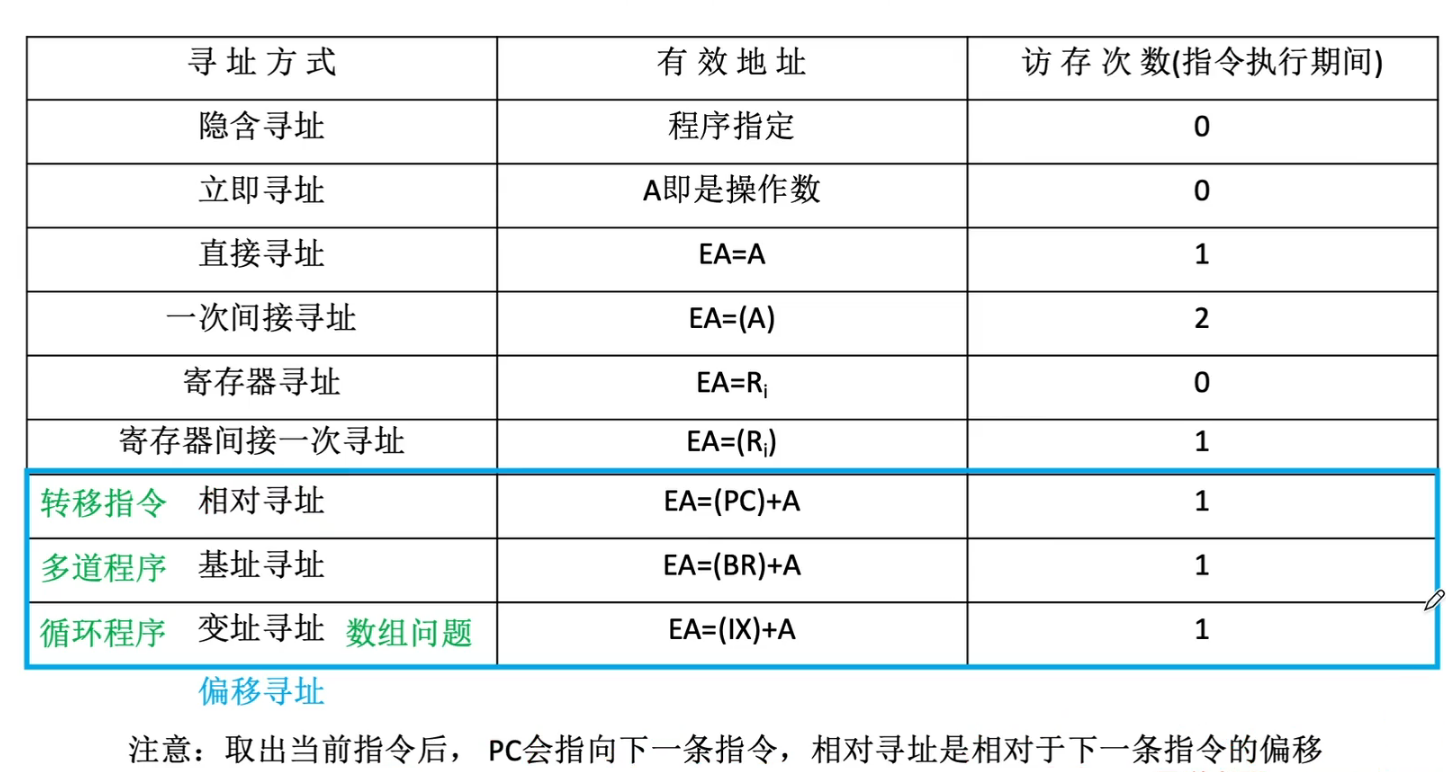 寻址方式 有效地址 访存次数(指令执行期间)
隐含寻址 程序指定 0
立即寻址 A即是操作数 0
直接寻址 EA=A 1
一次间接寻址 EA=(A) 2
寄存器寻址 EA=Rᵢ 0
寄存器间接一次寻址 EA=(Rᵢ) 1
转移指令 相对寻址 EA=(PC)+A 1
多道程序 基址寻址 EA=(BR)+A 1
循环程序 变址寻址 数组问题 EA=(IX)+A 1
偏移寻址
注意：取出当前指令后， PC会指向下一条指令，相对寻址是相对于下一条指令的偏移